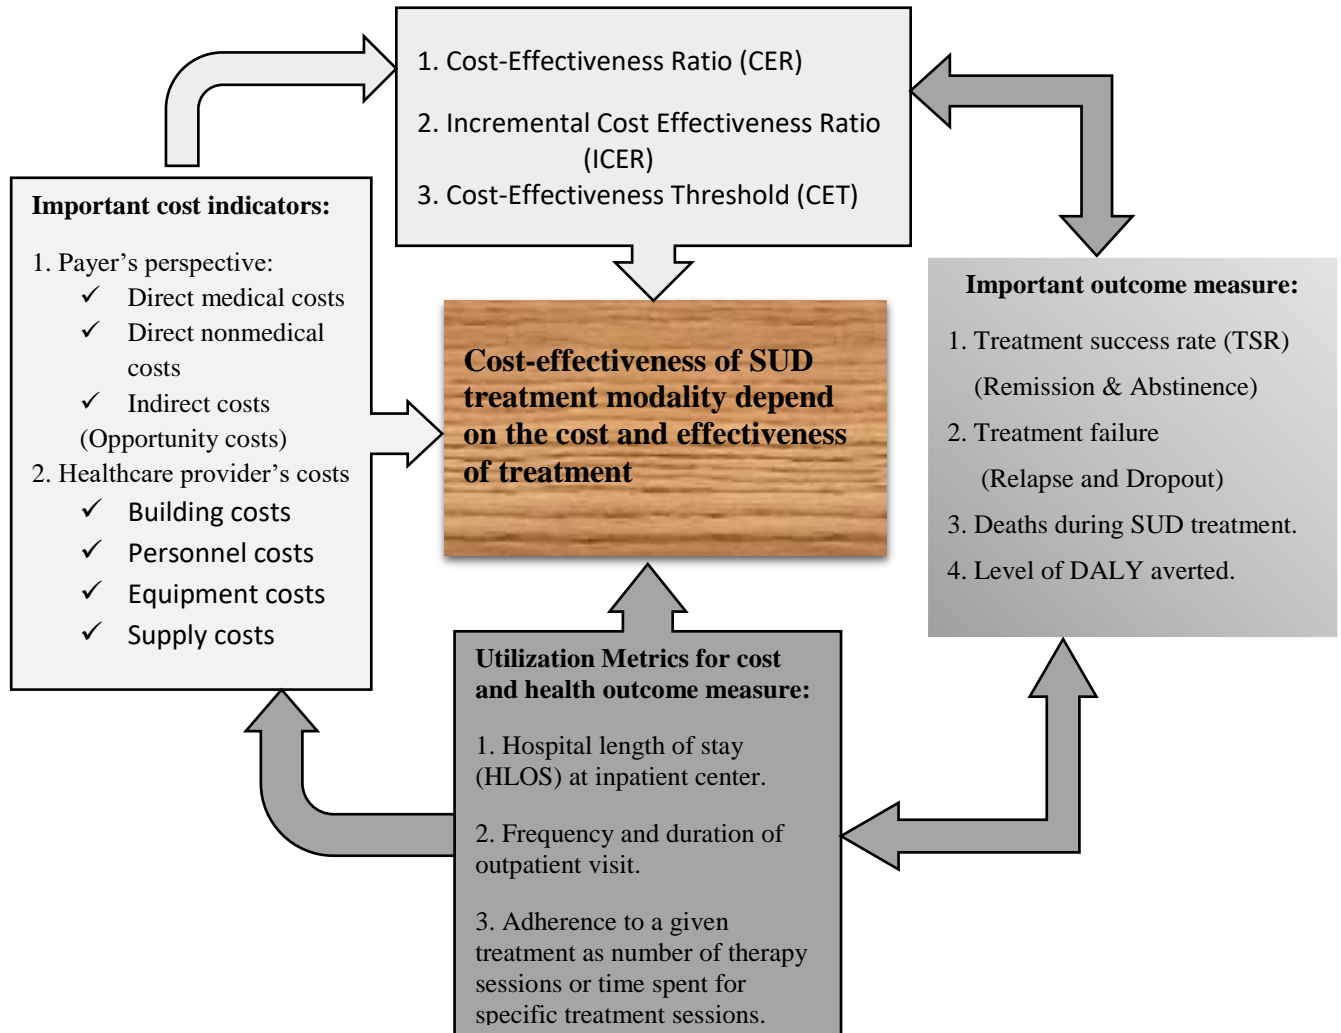 1. Cost-Effectiveness Ratio (CER)
2. Incremental Cost Effectiveness Ratio
(ICER)
3. Cost-Effectiveness Threshold (CET)
Important cost indicators:
1. Payer’s perspective:
✓ Direct medical costs
✓ Direct nonmedical
costs
✓ Indirect costs
(Opportunity costs)
2. Healthcare provider’s costs
✓ Building costs
✓ Personnel costs
✓ Equipment costs
✓ Supply costs
Cost-effectiveness of SUD
treatment modality depend
on the cost and effectiveness
of treatment
Important outcome measure:
1. Treatment success rate (TSR)
(Remission & Abstinence)
2. Treatment failure
(Relapse and Dropout)
3. Deaths during SUD treatment.
4. Level of DALY averted.
Utilization Metrics for cost
and health outcome measure:
1. Hospital length of stay
(HLOS) at inpatient center.
2. Frequency and duration of
outpatient visit.
3. Adherence to a given
treatment as number of therapy
sessions or time spent for
specific treatment sessions.